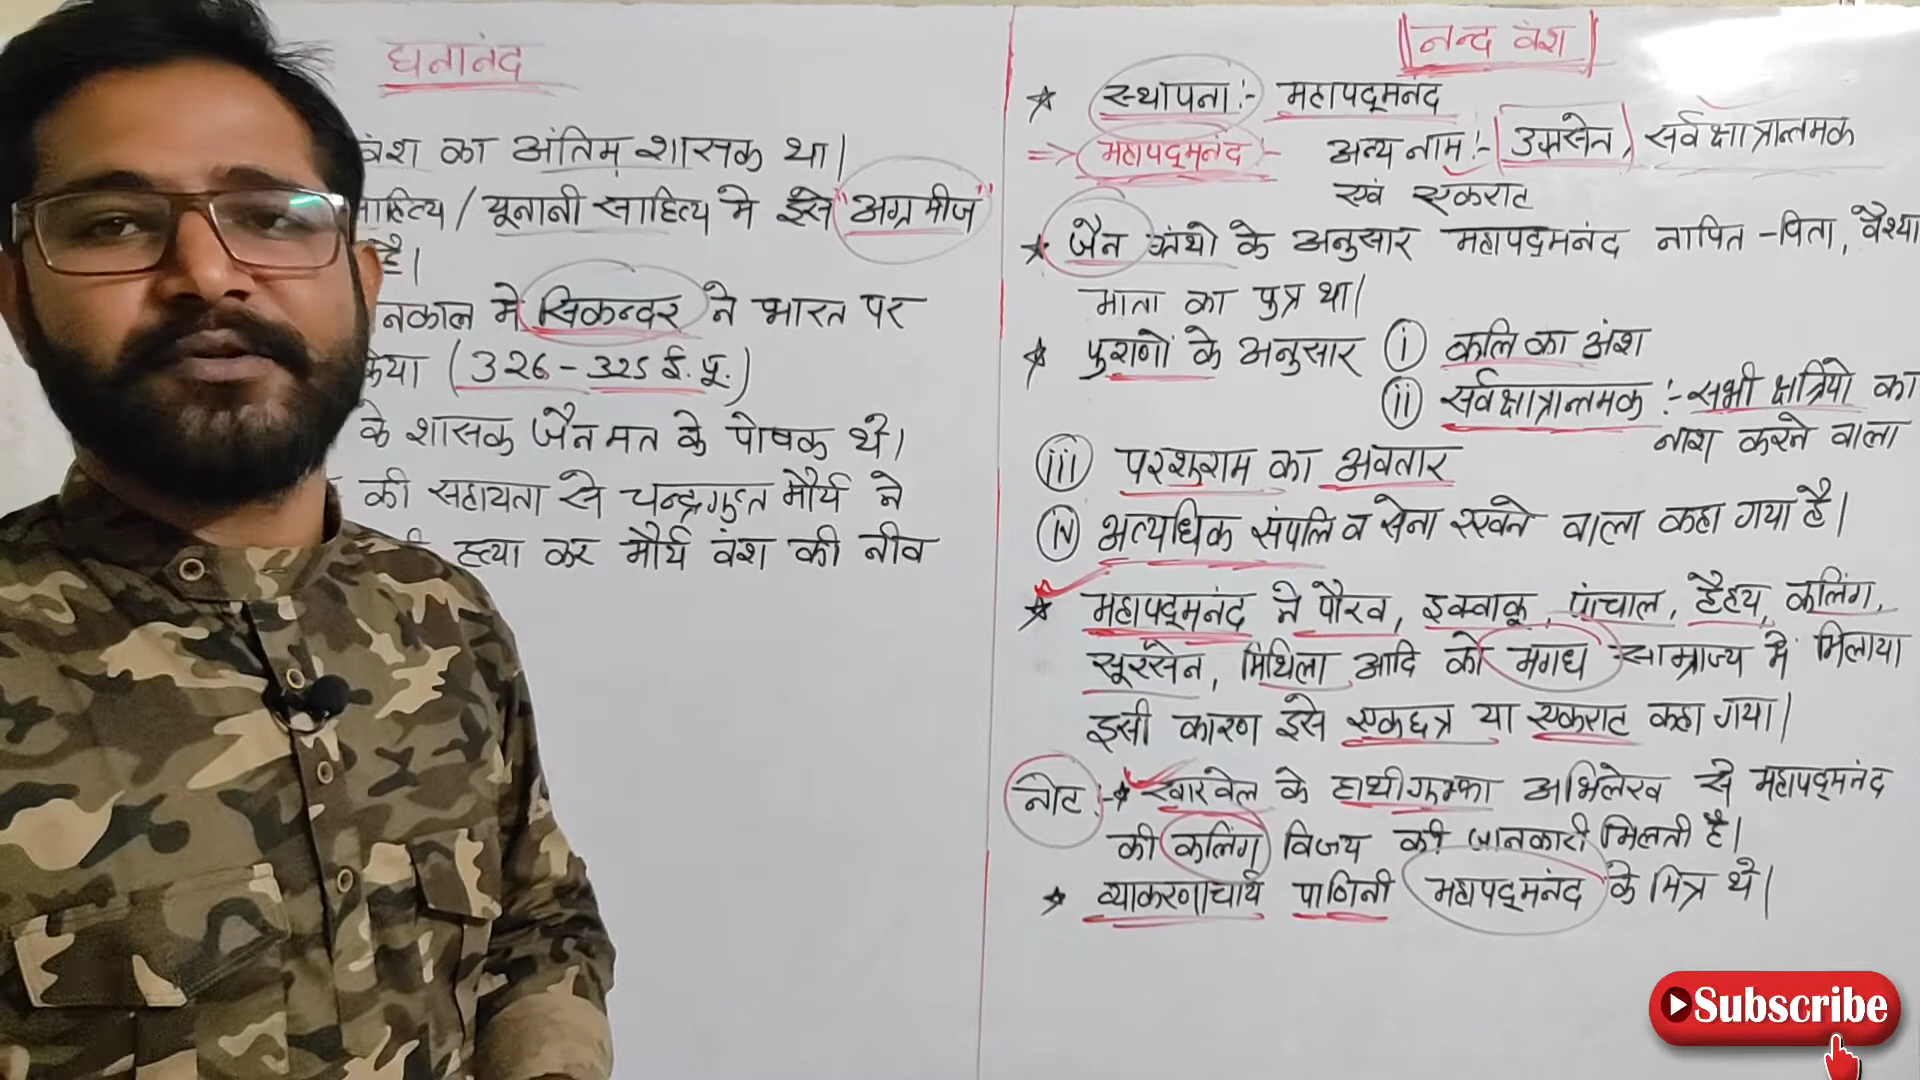 घनानंद
वंश का अंतिम शासक था।
साहित्य / यूनानी साहित्य मे इसे "अग्रमीज"
है।
नकाल मे सिकन्दर ने भारत पर
किया (326-325 ई.पू.)
के शासक जैन मत के पोषक थे।
की सहायता से चन्द्रगुप्त मौर्य ने
हत्या कर मौर्य वंश की नीव
नन्द वंश
★ स्थापना :- महापद्मनंद
=> महापद्मनंद :- अन्य नाम :- उग्रसेन, सर्वक्षात्रान्तमक
एवं एकराट
★ जैन ग्रंथो के अनुसार महापद्मनंद नापित -पिता, वैश्या
माता का पुत्र था।
★ पुराणों के अनुसार (i) कलि का अंश
(ii) सर्वक्षात्रान्तमक :- सभी क्षत्रियो का
नाश करने वाला
(iii) परशुराम का अवतार
(iv) अत्यधिक संपत्ति व सेना रखने वाला कहा गया है।
★ महापद्मनंद ने पौरव, इक्वाकू, पांचाल, हैहय, कलिंग,
सूरसेन, मिथिला आदि को मगध साम्राज्य मे मिलाया
इसी कारण इसे एकछत्र या एकराट कहा गया।
नोट :- ★ खारवेल के हाथीगुम्फा अभिलेख से महापद्मनंद
की कलिंग विजय की जानकारी मिलती है।
★ व्याकरणाचार्य पाणिनी महापद्मनंद के मित्र थे।
Subscribe